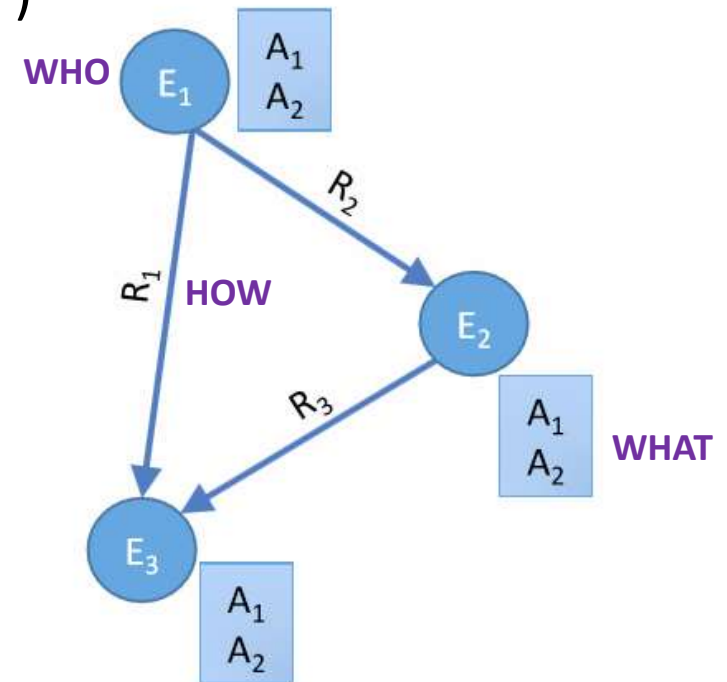 )
WHO
E₁
A₁
A₂
R₂
R₁
HOW
E₂
R₃
A₁
A₂
WHAT
E₃
A₁
A₂